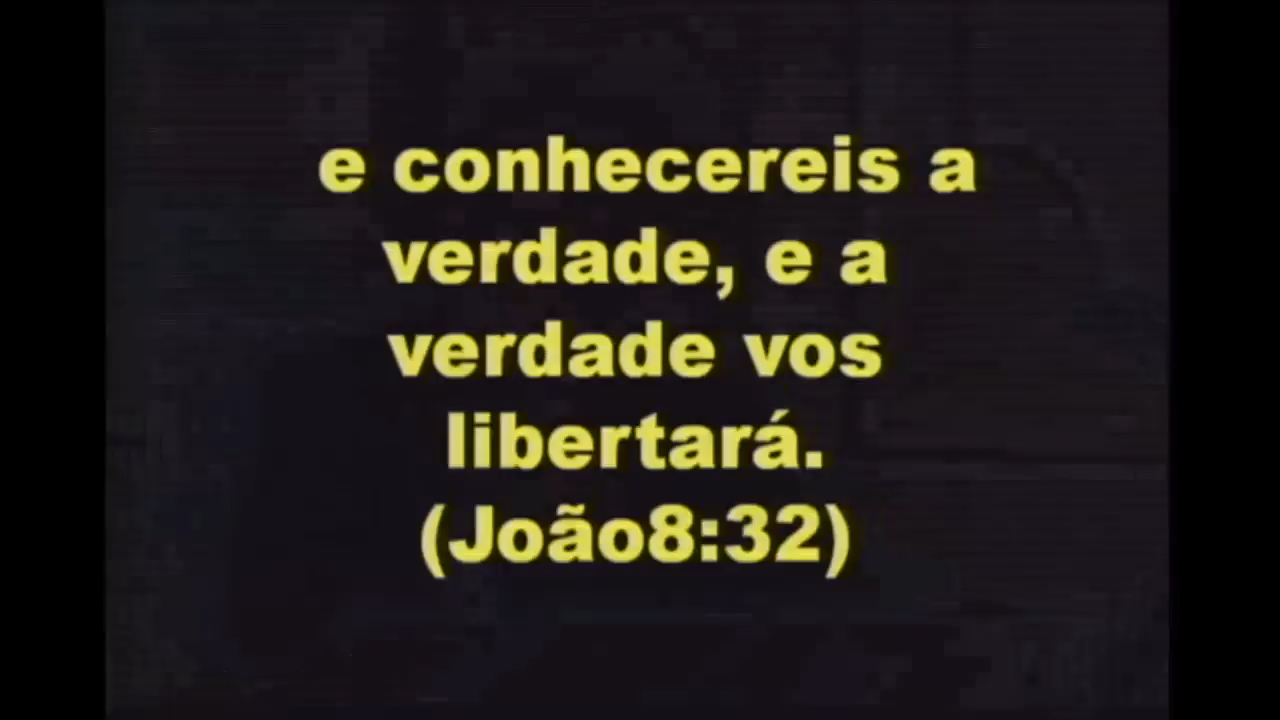 e conhecereis a
verdade, e a
verdade vos
libertará.
(João8:32)